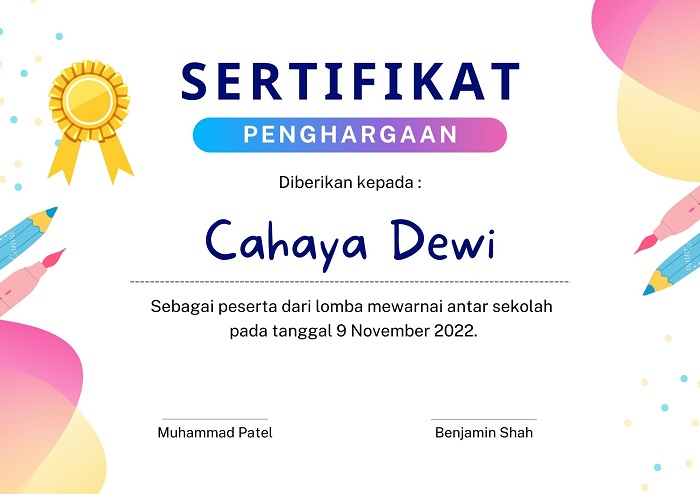 SERTIFIKAT
PENGHARGAAN
Diberikan kepada :
Cahaya Dewi
Sebagai peserta dari lomba mewarnai antar sekolah
pada tanggal 9 November 2022.
Muhammad Patel
Benjamin Shah